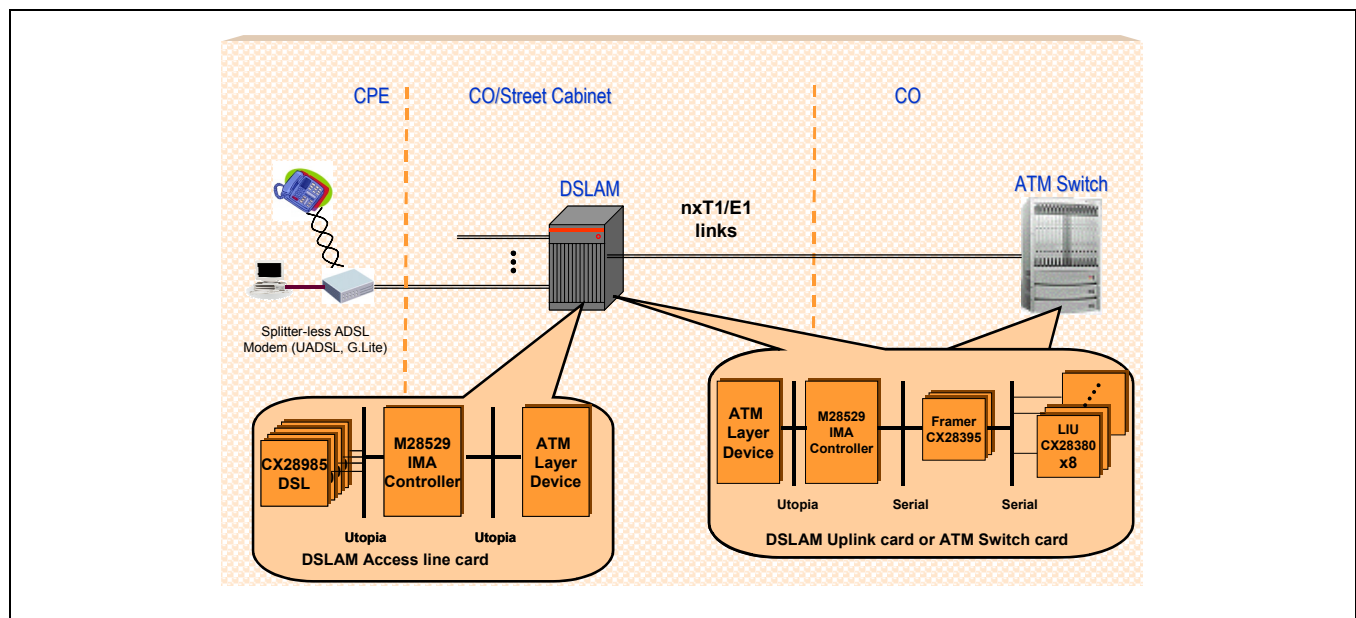 CPE
CO/Street Cabinet
CO
DSLAM
ATM Switch
nxT1/E1
links
Splitter-less ADSL
Modem (UADSL, G.Lite)
CX28985
DSL
M28529
IMA
Controller
ATM
Layer
Device
Utopia
Utopia
DSLAM Access line card
ATM
Layer
Device
M28529
IMA
Controller
Framer
CX28395
LIU
CX28380
x8
Utopia
Serial
Serial
DSLAM Uplink card or ATM Switch card